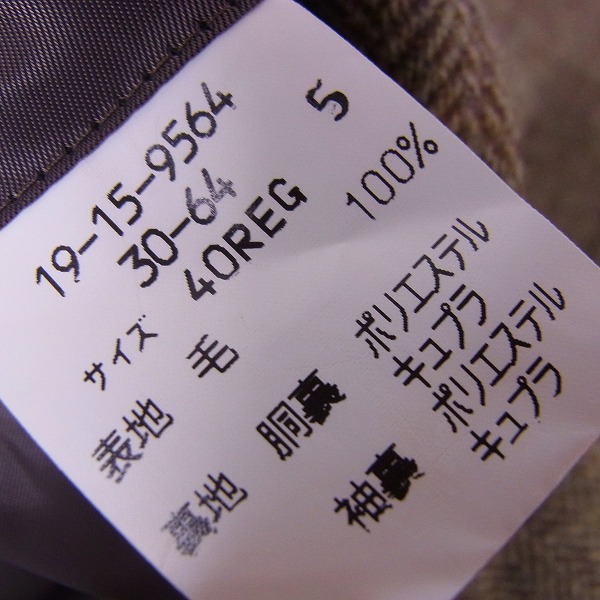 19-15-9564 5
30-64
サイズ 40REG
表地 毛 100%
裏地 胴裏 ポリエステル
キュプラ
袖裏 ポリエステル
キュプラ